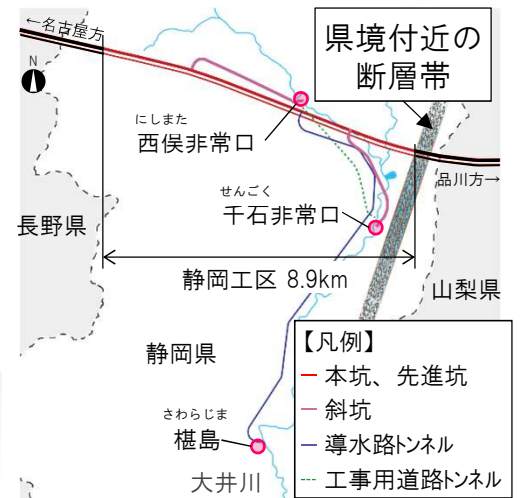 ←名古屋方
N
県境付近の
断層帯
にしまた
西俣非常口
品川方→
せんごく
千石非常口
長野県
静岡工区 8.9km
山梨県
静岡県
【凡例】
本坑、先進坑
斜坑
導水路トンネル
工事用道路トンネル
さわらじま
椹島
大井川